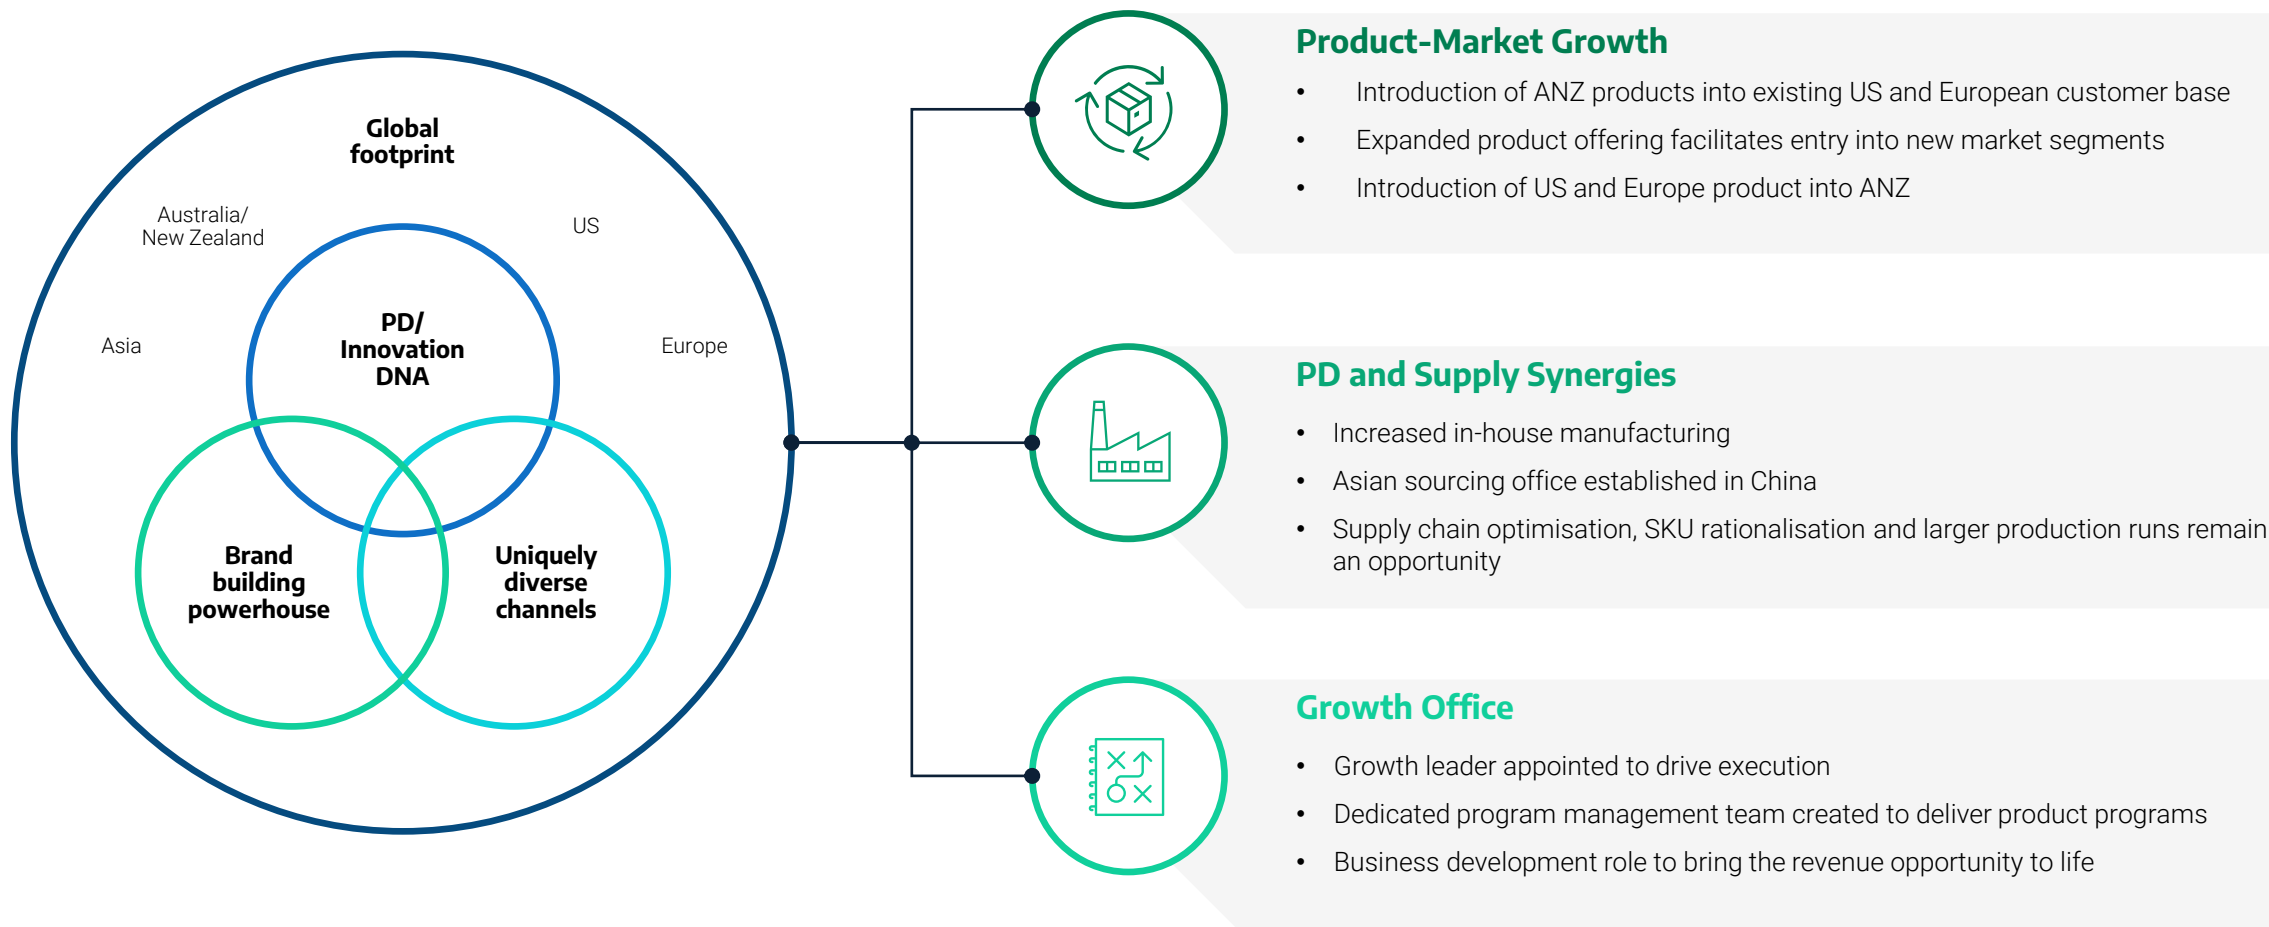 Global
footprint
Australia/
New Zealand
US
Asia
Europe
PD/
Innovation
DNA
Brand
building
powerhouse
Uniquely
diverse
channels
Product-Market Growth
• Introduction of ANZ products into existing US and European customer base
• Expanded product offering facilitates entry into new market segments
• Introduction of US and Europe product into ANZ
PD and Supply Synergies
• Increased in-house manufacturing
• Asian sourcing office established in China
• Supply chain optimisation, SKU rationalisation and larger production runs remain
an opportunity
Growth Office
• Growth leader appointed to drive execution
• Dedicated program management team created to deliver product programs
• Business development role to bring the revenue opportunity to life